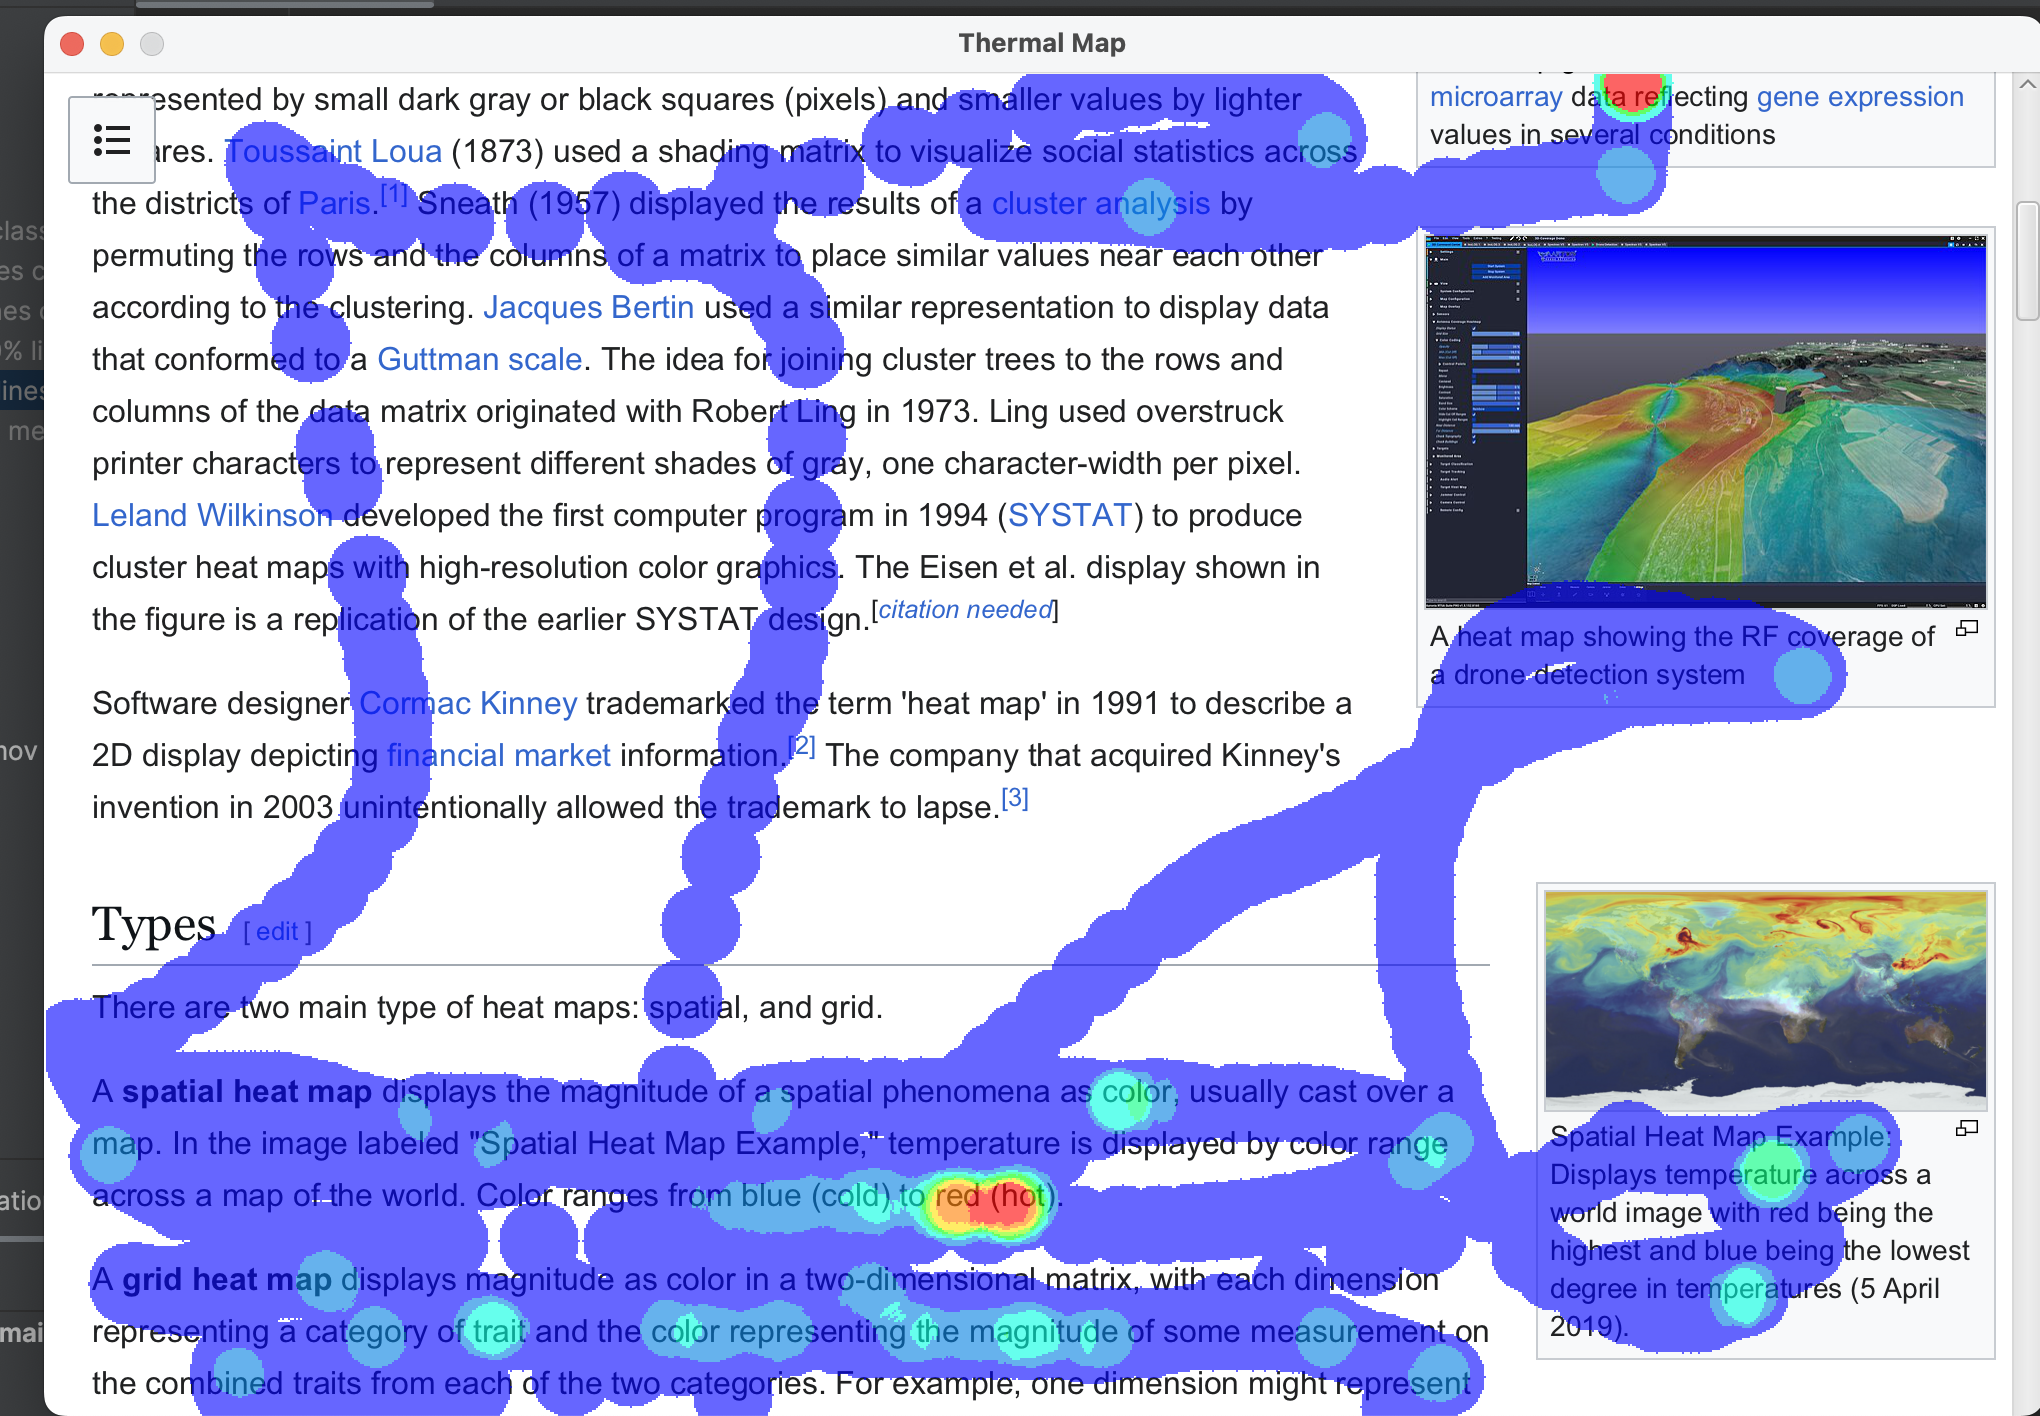 Thermal Map
represented by small dark gray or black squares (pixels) and smaller values by lighter
ares. Toussaint Loua (1873) used a shading matrix to visualize social statistics across
the districts of Paris.[1] Sneath (1957) displayed the results of a cluster analysis by
permuting the rows and the columns of a matrix to place similar values near each other
according to the clustering. Jacques Bertin used a similar representation to display data
that conformed to a Guttman scale. The idea for joining cluster trees to the rows and
columns of the data matrix originated with Robert Ling in 1973. Ling used overstruck
printer characters to represent different shades of gray, one character-width per pixel.
Leland Wilkinson developed the first computer program in 1994 (SYSTAT) to produce
cluster heat maps with high-resolution color graphics. The Eisen et al. display shown in
the figure is a replication of the earlier SYSTAT design.[citation needed]
Software designer Cormac Kinney trademarked the term 'heat map' in 1991 to describe a
2D display depicting financial market information.[2] The company that acquired Kinney's
invention in 2003 unintentionally allowed the trademark to lapse.[3]
Types [ edit ]
There are two main type of heat maps: spatial, and grid.
A spatial heat map displays the magnitude of a spatial phenomena as color, usually cast over a
map. In the image labeled "Spatial Heat Map Example," temperature is displayed by color range
across a map of the world. Color ranges from blue (cold) to red (hot).
A grid heat map displays magnitude as color in a two-dimensional matrix, with each dimension
representing a category of trait and the color representing the magnitude of some measurement on
the combined traits from each of the two categories. For example, one dimension might represent
microarray data reflecting gene expression
values in several conditions
A heat map showing the RF coverage of
a drone detection system
Spatial Heat Map Example:
Displays temperature across a
world image with red being the
highest and blue being the lowest
degree in temperatures (5 April
2019).
class
es c
nes c
0% li
ines
me
nov
atio
mai